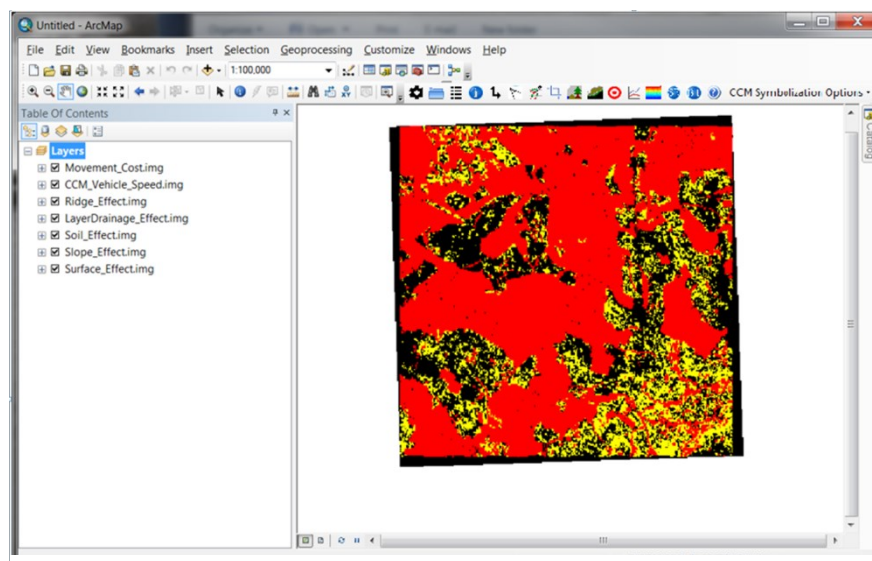 Untitled - ArcMap
File Edit View Bookmarks Insert Selection Geoprocessing Customize Windows Help
1:100,000
CCM Symbolization Options
Table Of Contents
Layers
Movement_Cost.img
CCM_Vehicle_Speed.img
Ridge_Effect.img
LayerDrainage_Effect.img
Soil_Effect.img
Slope_Effect.img
Surface_Effect.img
Catalog